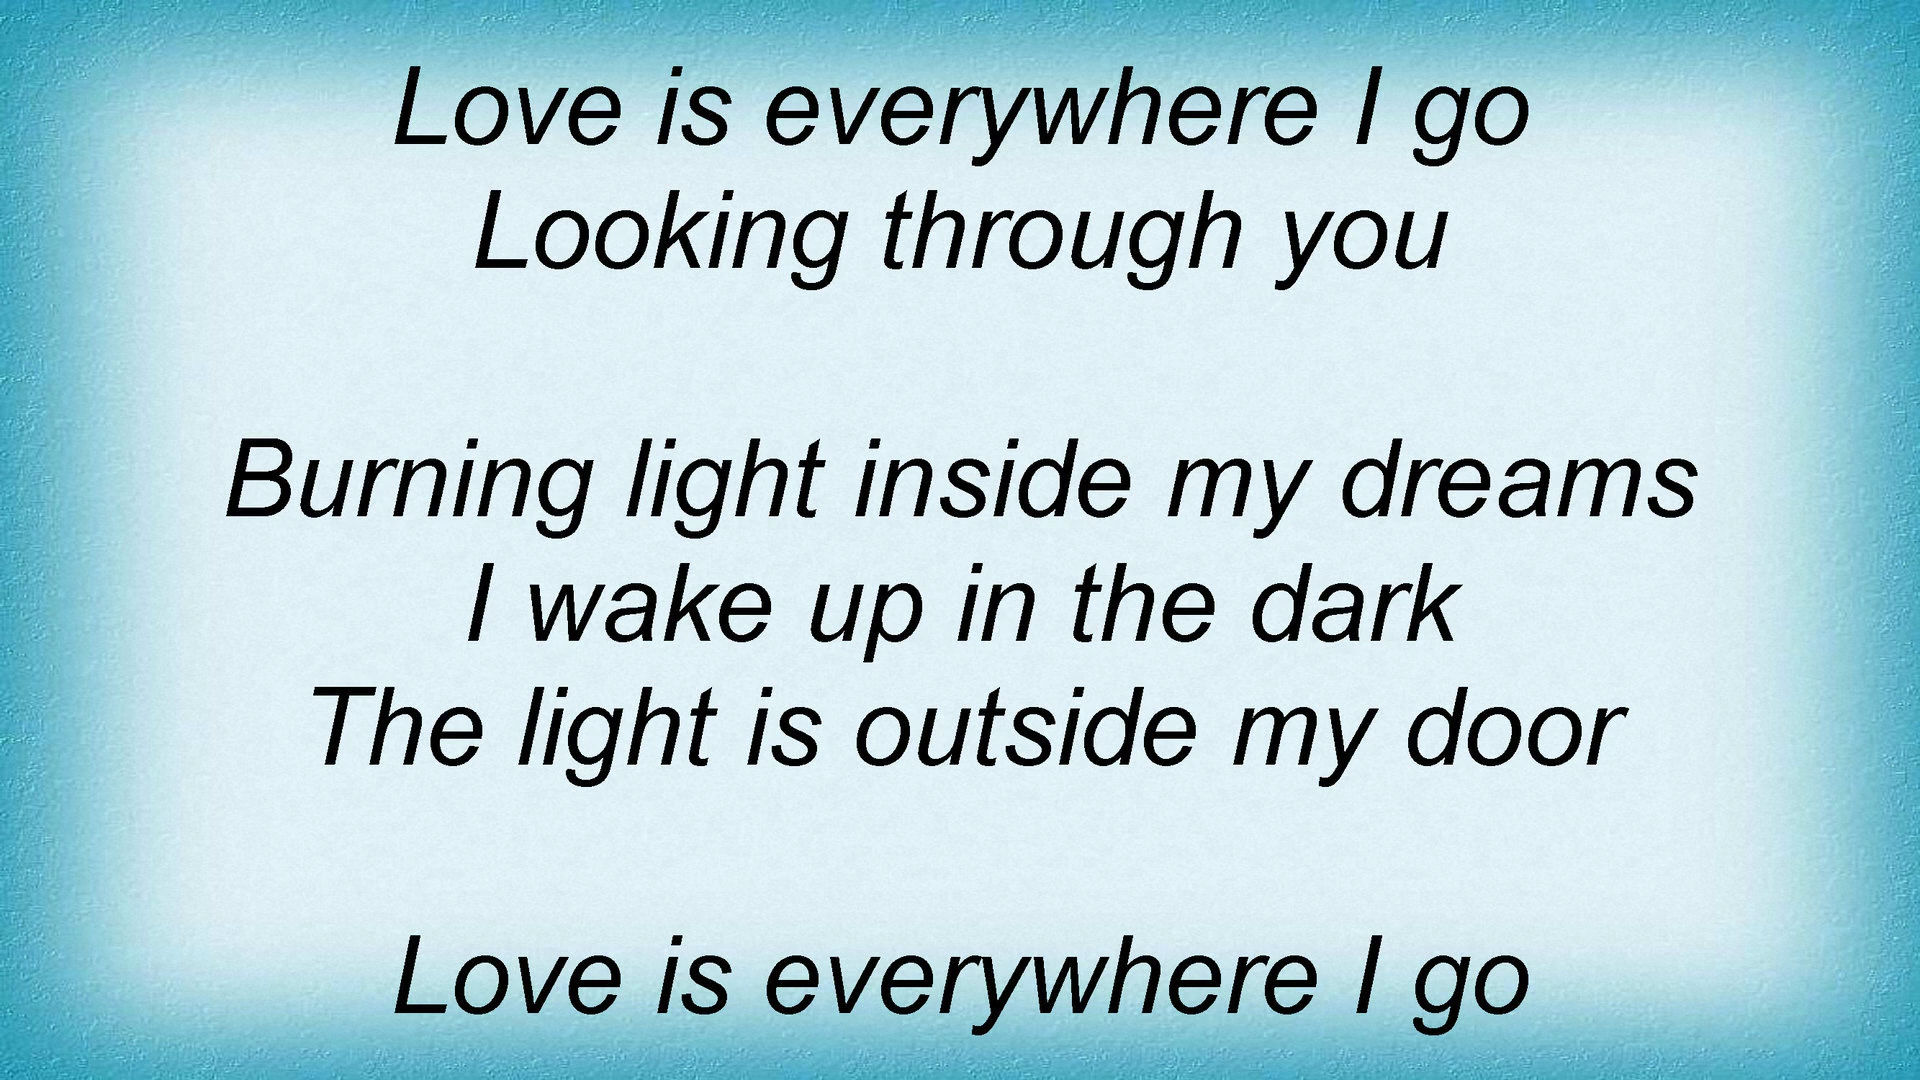 Love is everywhere I go
Looking through you
Burning light inside my dreams
I wake up in the dark
The light is outside my door
Love is everywhere I go